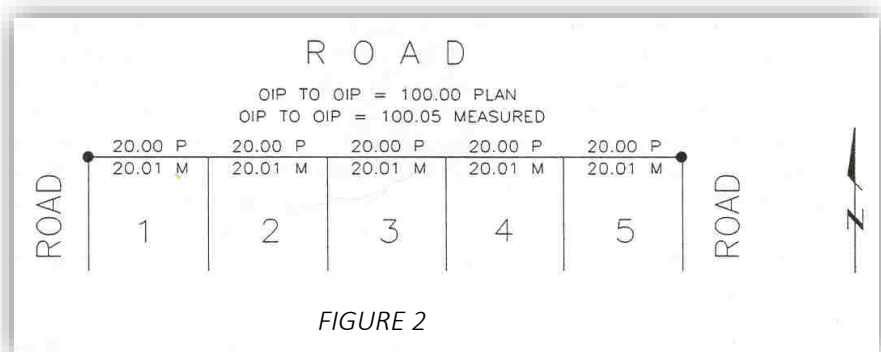 ROAD
OIP TO OIP = 100.00 PLAN
OIP TO OIP = 100.05 MEASURED
20.00 P 20.00 P 20.00 P 20.00 P 20.00 P
20.01 M 20.01 M 20.01 M 20.01 M 20.01 M
ROAD 1 2 3 4 5 ROAD
N
FIGURE 2